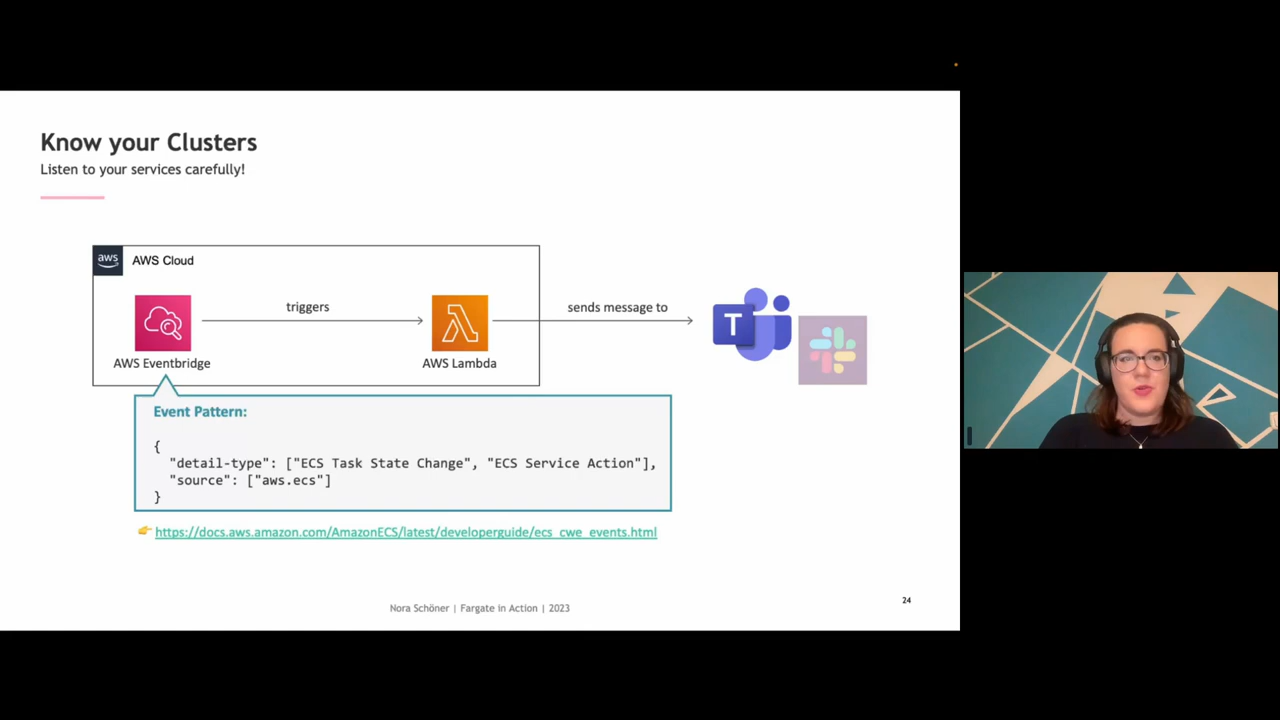 Know your Clusters
Listen to your services carefully!
aws
AWS Cloud
triggers
sends message to
T
AWS Eventbridge
AWS Lambda
Event Pattern:
{
"detail-type": ["ECS Task State Change", "ECS Service Action"],
"source": ["aws.ecs"]
}
https://docs.aws.amazon.com/AmazonECS/latest/developerguide/ecs_cwe_events.html
Nora Schöner | Fargate in Action | 2023
24